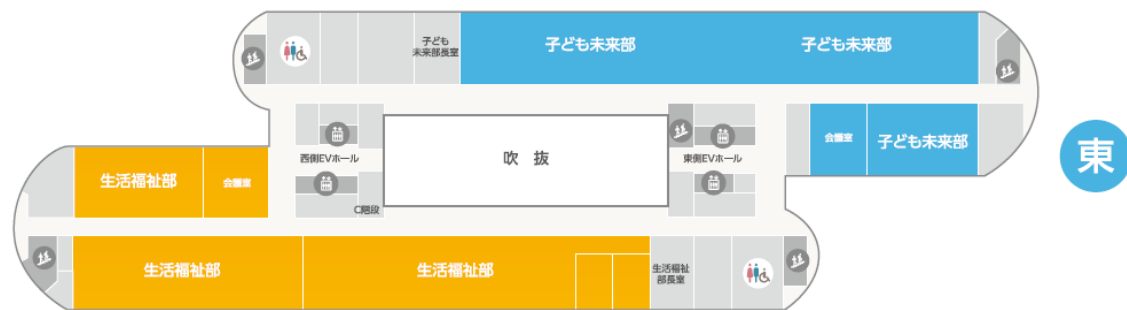 子ども
未来部長室
子ども未来部
子ども未来部
会議室
子ども未来部
東
西側EVホール
吹 抜
東側EVホール
生活福祉部
会議室
C階段
生活福祉部
生活福祉部
生活福祉
部長室